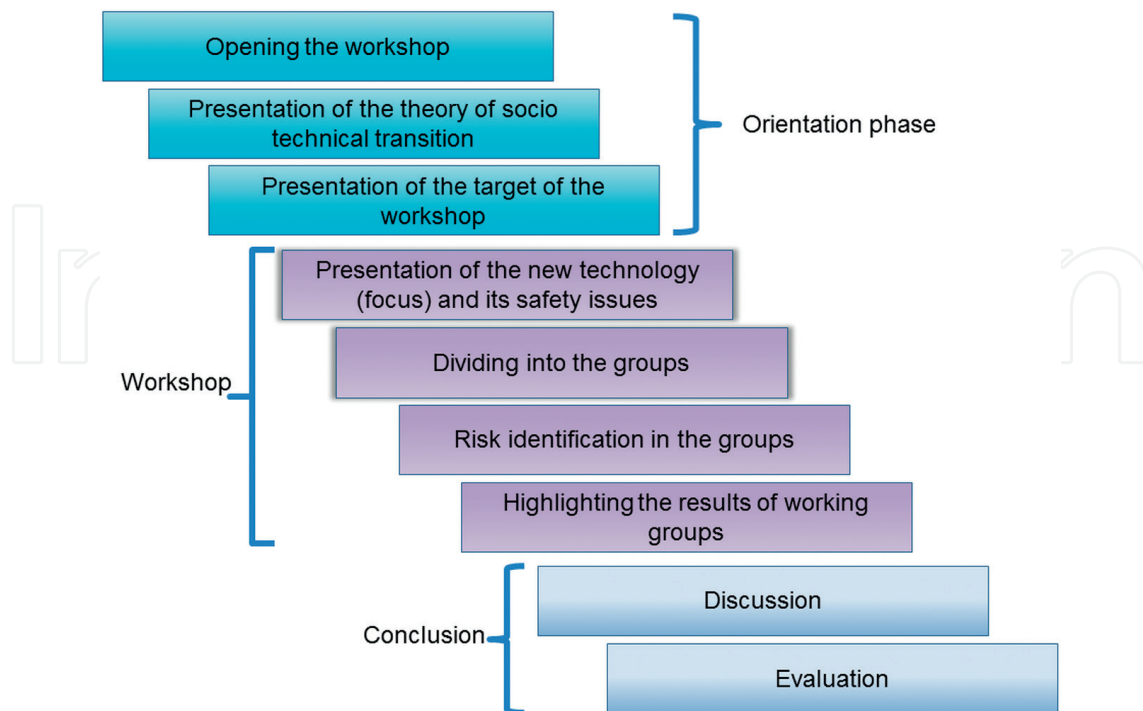 Opening the workshop
Presentation of the theory of socio
technical transition
Orientation phase
Presentation of the target of the
workshop
Presentation of the new technology
(focus) and its safety issues
Dividing into the groups
Workshop
Risk identification in the groups
Highlighting the results of working
groups
Discussion
Conclusion
Evaluation